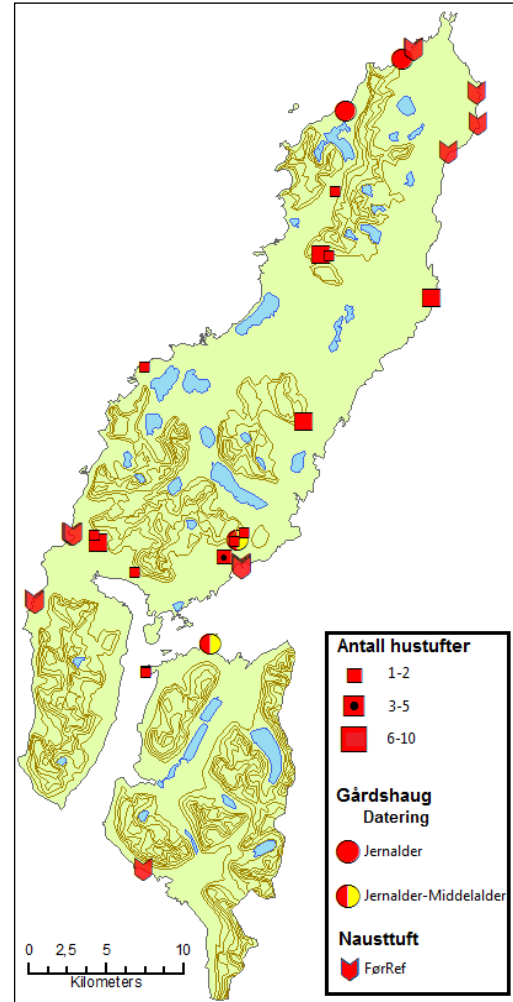 Antall hustufter
1-2
3-5
6-10
Gårdshaug
Datering
Jernalder
Jernalder-Middelalder
Nausttuft
FørRef
0 2,5 5 10
Kilometers